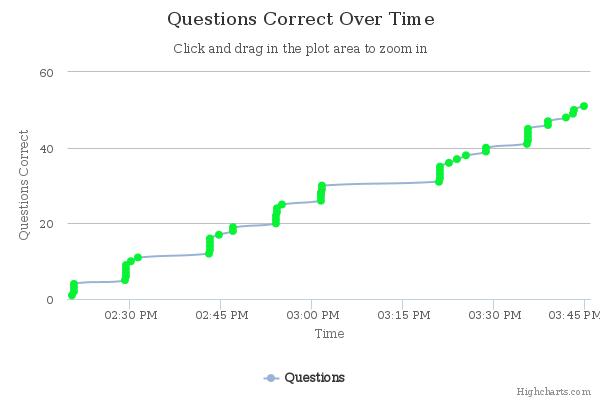 Questions Correct Over Time
Click and drag in the plot area to zoom in
Questions Correct
60
40
20
0
02:30 PM 02:45 PM 03:00 PM 03:15 PM 03:30 PM 03:45 PM
Time
Questions
Highcharts.com